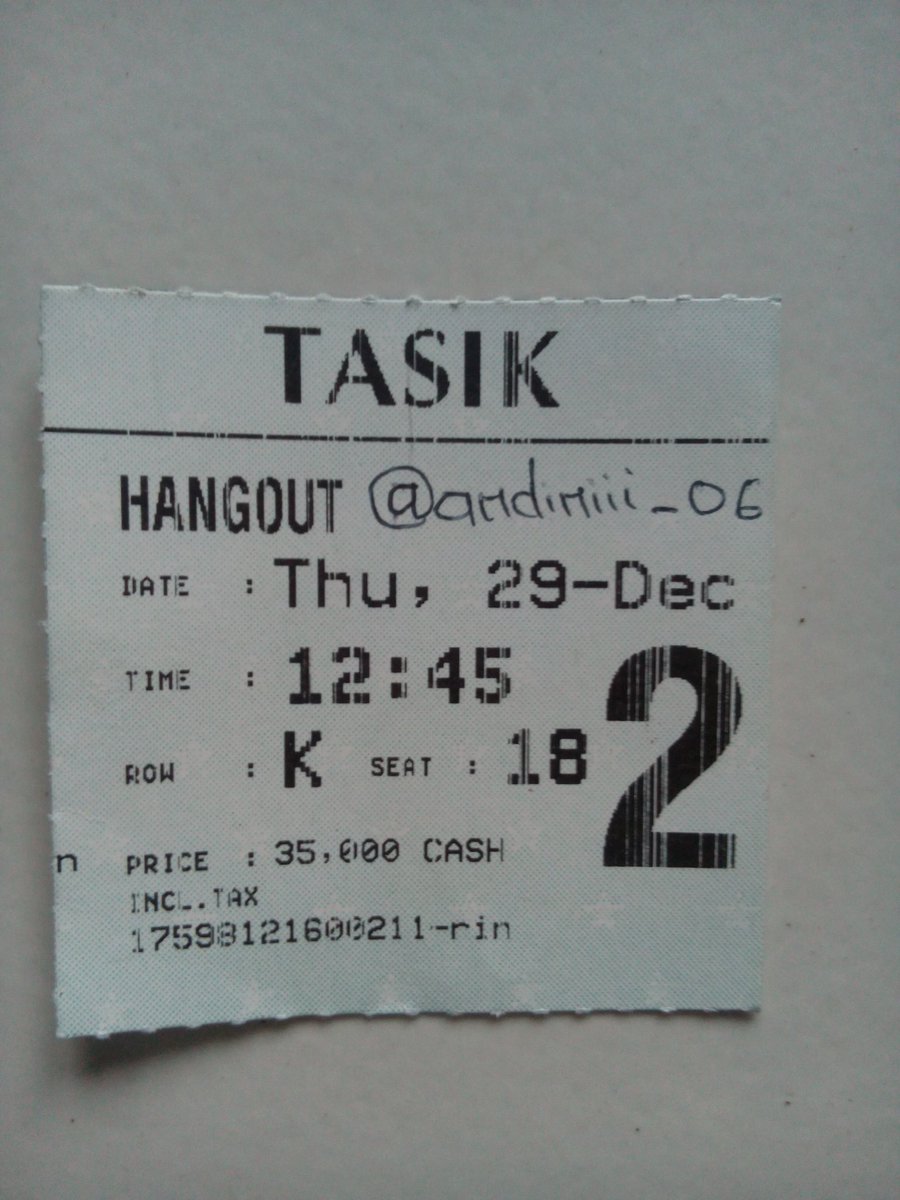 TASIK
HANGOUT @andiniii_06
DATE : Thu, 29-Dec
TIME : 12:45
2
ROW : K SEAT : 18
n PRICE : 35,000 CASH
INCL.TAX
17598121600211-rin